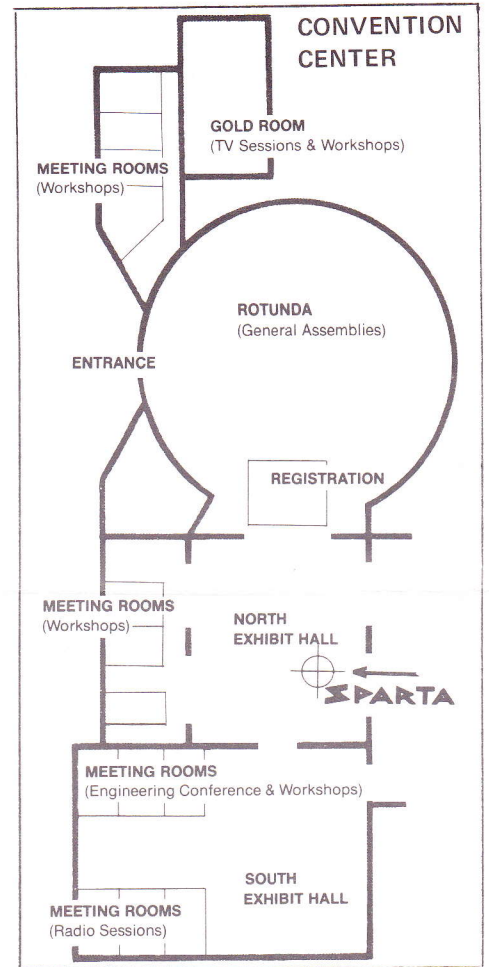 CONVENTION
CENTER
GOLD ROOM
(TV Sessions & Workshops)
MEETING ROOMS
(Workshops)
ROTUNDA
(General Assemblies)
ENTRANCE
REGISTRATION
MEETING ROOMS
(Workshops)
NORTH
EXHIBIT HALL
SPARTA
MEETING ROOMS
(Engineering Conference & Workshops)
SOUTH
EXHIBIT HALL
MEETING ROOMS
(Radio Sessions)